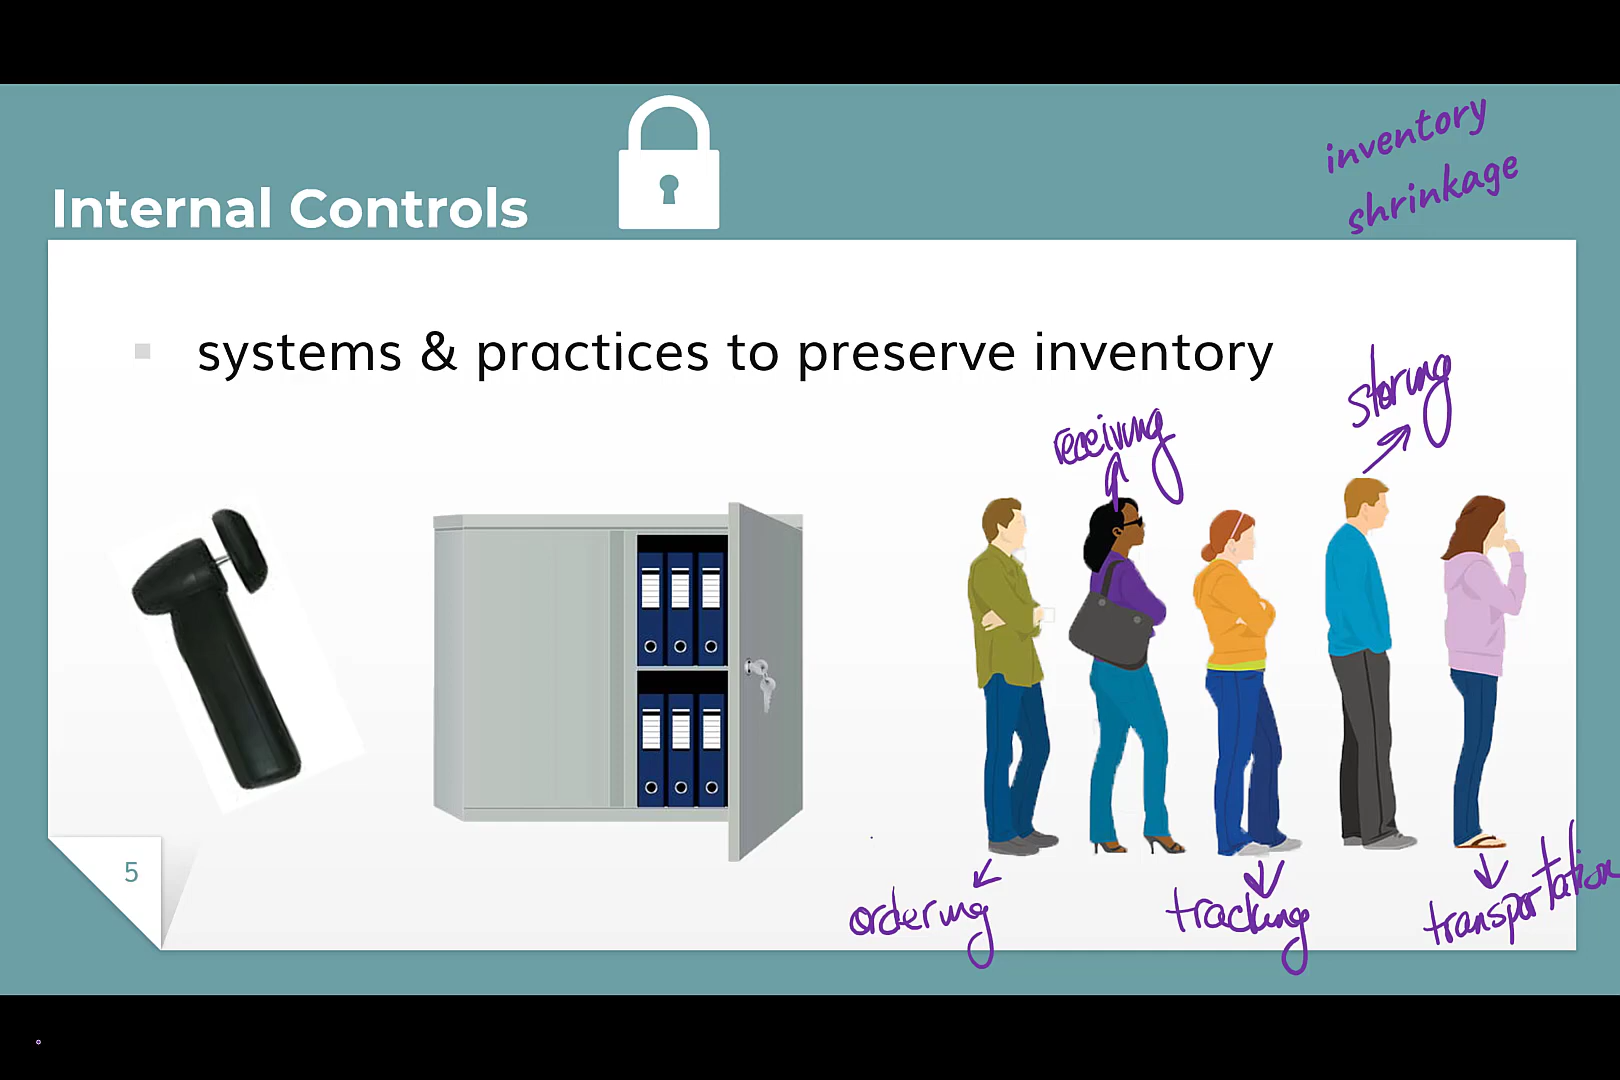 inventory
shrinkage
Internal Controls
systems & practices to preserve inventory
storing
receiving
ordering
tracking
transportation
5